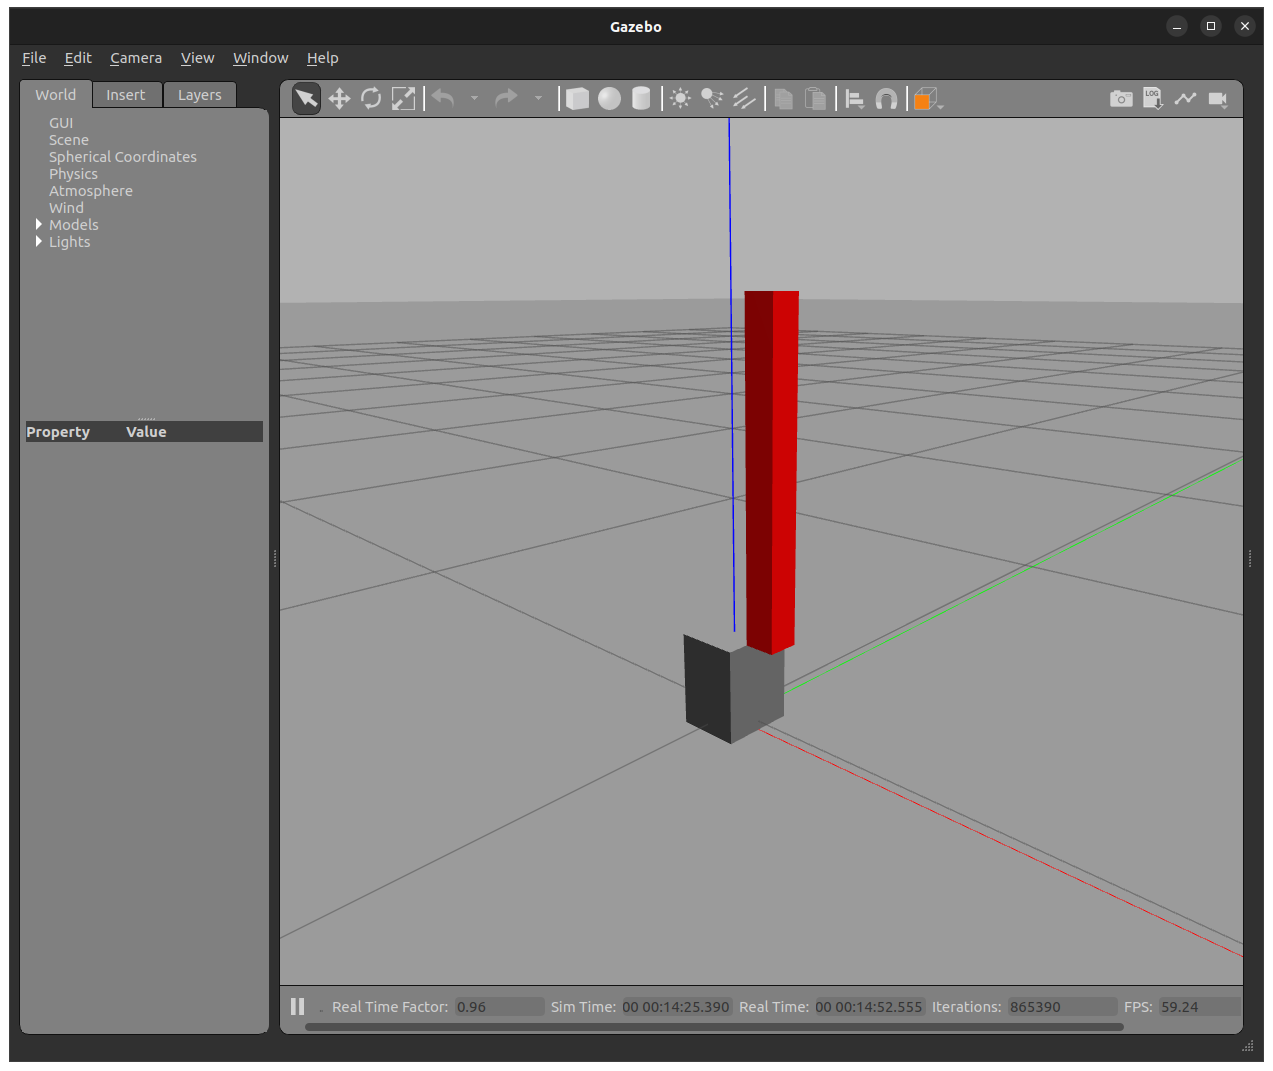 Gazebo
File Edit Camera View Window Help
World Insert Layers
LOG
GUI
Scene
Spherical Coordinates
Physics
Atmosphere
Wind
Models
Lights
Property Value
Real Time Factor: 0.96 Sim Time: 00 00:14:25.390 Real Time: 00 00:14:52.555 Iterations: 865390 FPS: 59.24